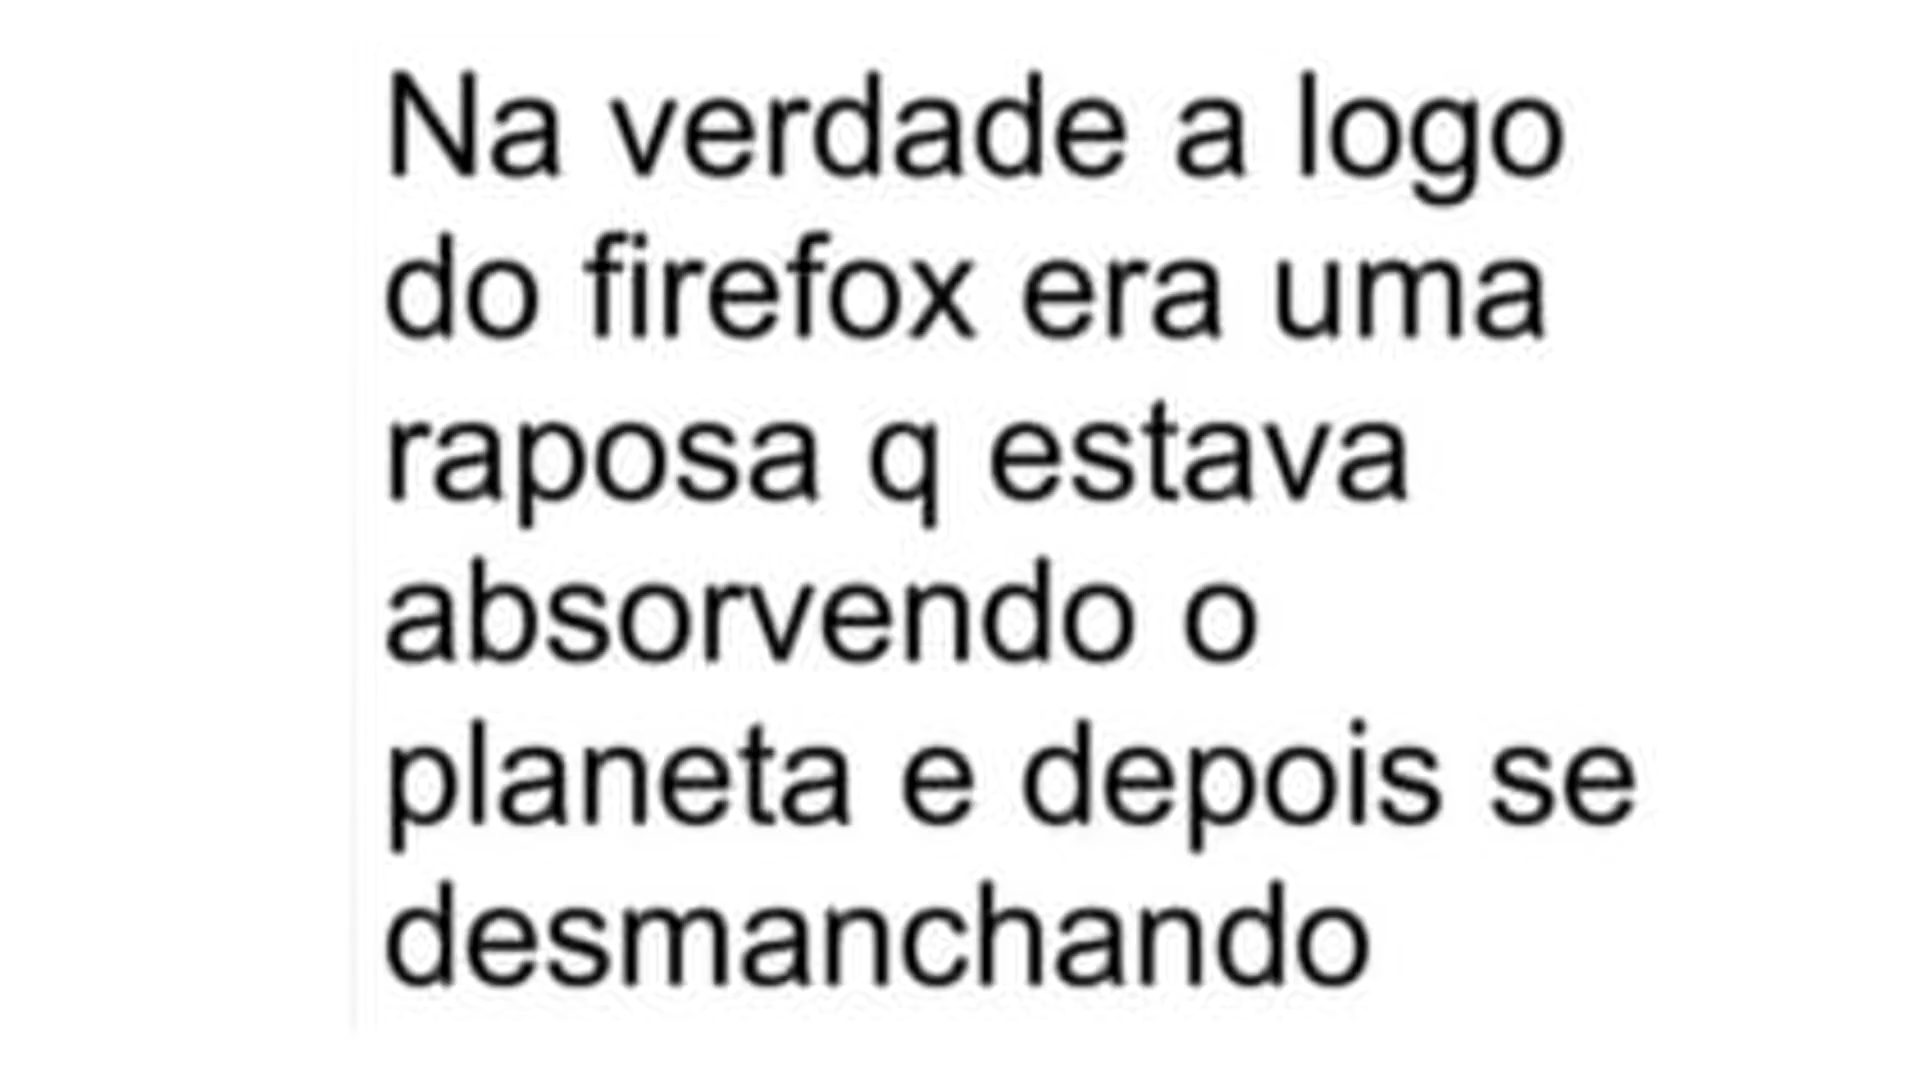 Na verdade a logo
do firefox era uma
raposa q estava
absorvendo o
planeta e depois se
desmanchando